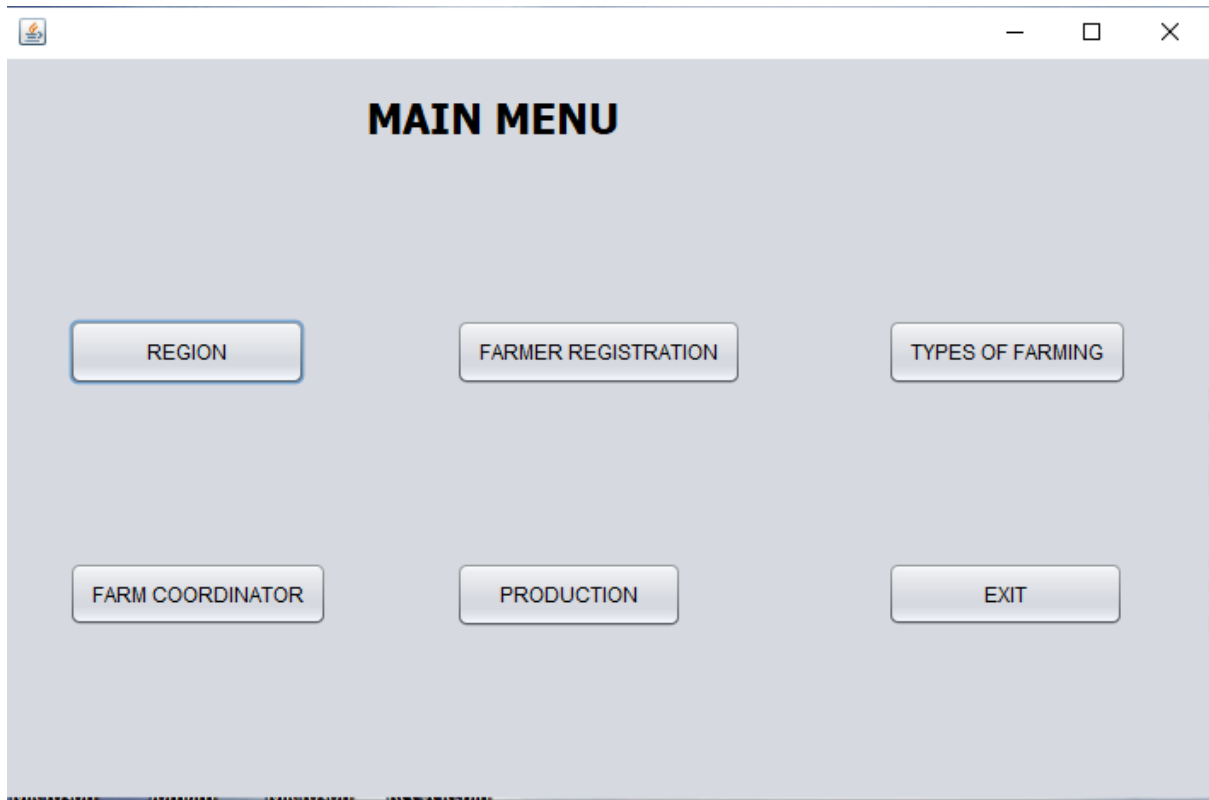 MAIN MENU
REGION
FARMER REGISTRATION
TYPES OF FARMING
FARM COORDINATOR
PRODUCTION
EXIT